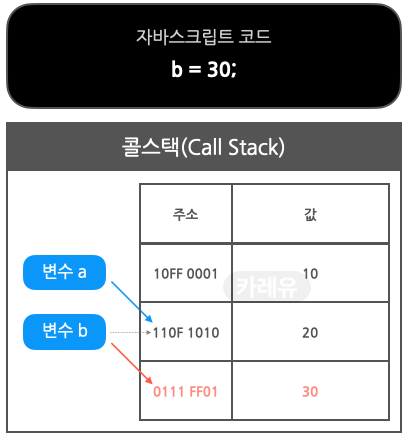 자바스크립트 코드
b = 30;
콜스택(Call Stack)
주소 값
변수 a
10FF 0001 10
카레유
변수 b
110F 1010 20
0111 FF01 30